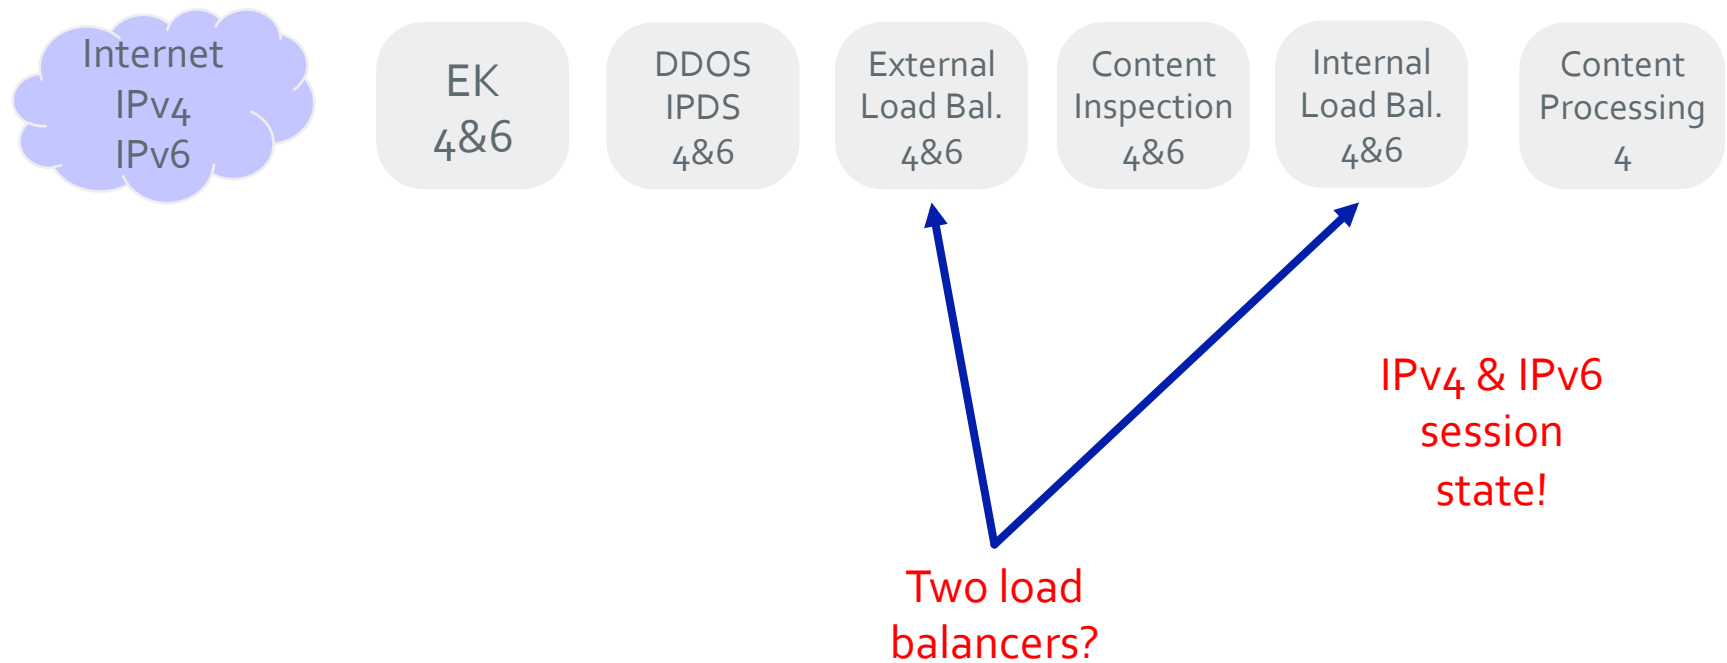 Internet
IPv4
IPv6
EK
4&6
DDOS
IPDS
4&6
External
Load Bal.
4&6
Content
Inspection
4&6
Internal
Load Bal.
4&6
Content
Processing
4
IPv4 & IPv6
session
state!
Two load
balancers?